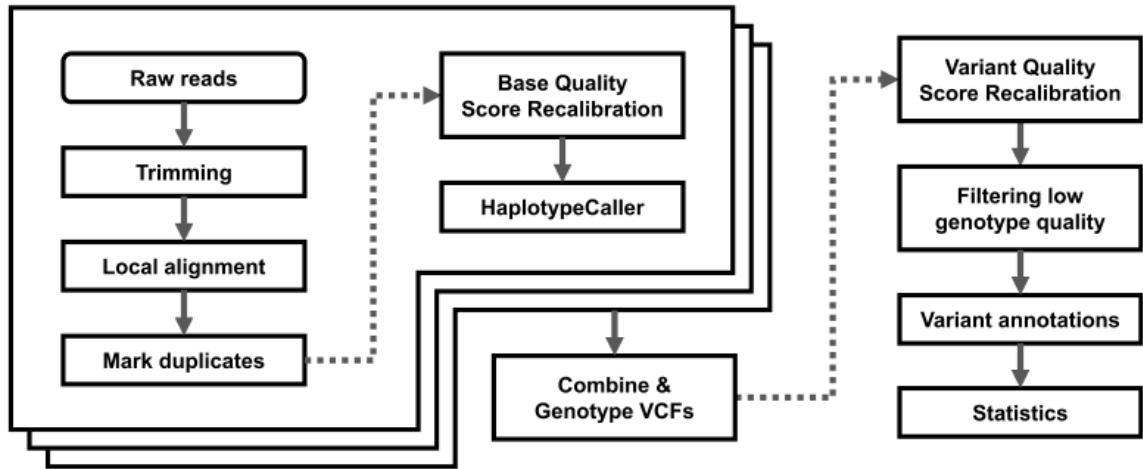 Raw reads
Trimming
Local alignment
Mark duplicates
Base Quality
Score Recalibration
HaplotypeCaller
Combine &
Genotype VCFs
Variant Quality
Score Recalibration
Filtering low
genotype quality
Variant annotations
Statistics